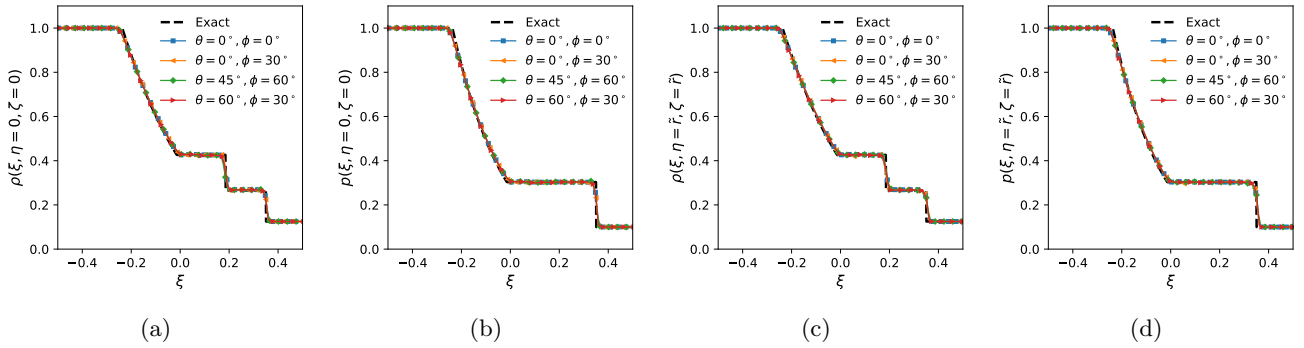 ρ(ξ, η = 0, ζ = 0)
1.0
0.8
0.6
0.4
0.2
0.0
−0.4 −0.2 0.0 0.2 0.4
ξ
Exact
θ = 0°, ϕ = 0°
θ = 0°, ϕ = 30°
θ = 45°, ϕ = 60°
θ = 60°, ϕ = 30°
(a)
p(ξ, η = 0, ζ = 0)
1.0
0.8
0.6
0.4
0.2
0.0
−0.4 −0.2 0.0 0.2 0.4
ξ
Exact
θ = 0°, ϕ = 0°
θ = 0°, ϕ = 30°
θ = 45°, ϕ = 60°
θ = 60°, ϕ = 30°
(b)
ρ(ξ, η = r̃, ζ = r̃)
1.0
0.8
0.6
0.4
0.2
0.0
−0.4 −0.2 0.0 0.2 0.4
ξ
Exact
θ = 0°, ϕ = 0°
θ = 0°, ϕ = 30°
θ = 45°, ϕ = 60°
θ = 60°, ϕ = 30°
(c)
p(ξ, η = r̃, ζ = r̃)
1.0
0.8
0.6
0.4
0.2
0.0
−0.4 −0.2 0.0 0.2 0.4
ξ
Exact
θ = 0°, ϕ = 0°
θ = 0°, ϕ = 30°
θ = 45°, ϕ = 60°
θ = 60°, ϕ = 30°
(d)